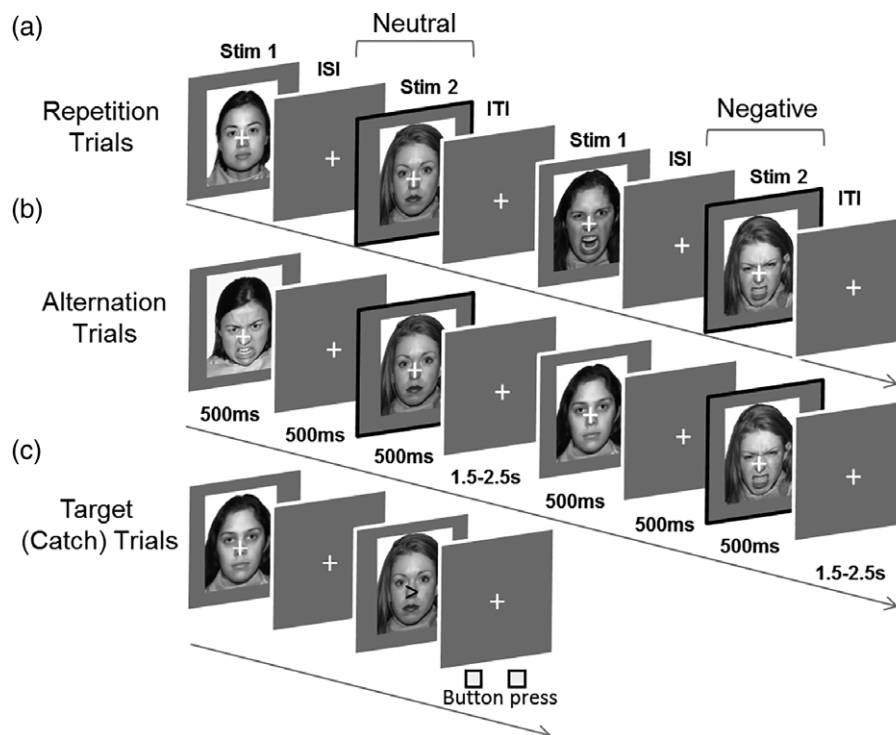 (a)
Neutral
Stim 1
ISI
Stim 2
ITI
Repetition
Trials
Negative
Stim 1
ISI
Stim 2
ITI
(b)
Alternation
Trials
500ms
500ms
500ms
1.5-2.5s
500ms
500ms
500ms
1.5-2.5s
(c)
Target
(Catch) Trials
>
Button press